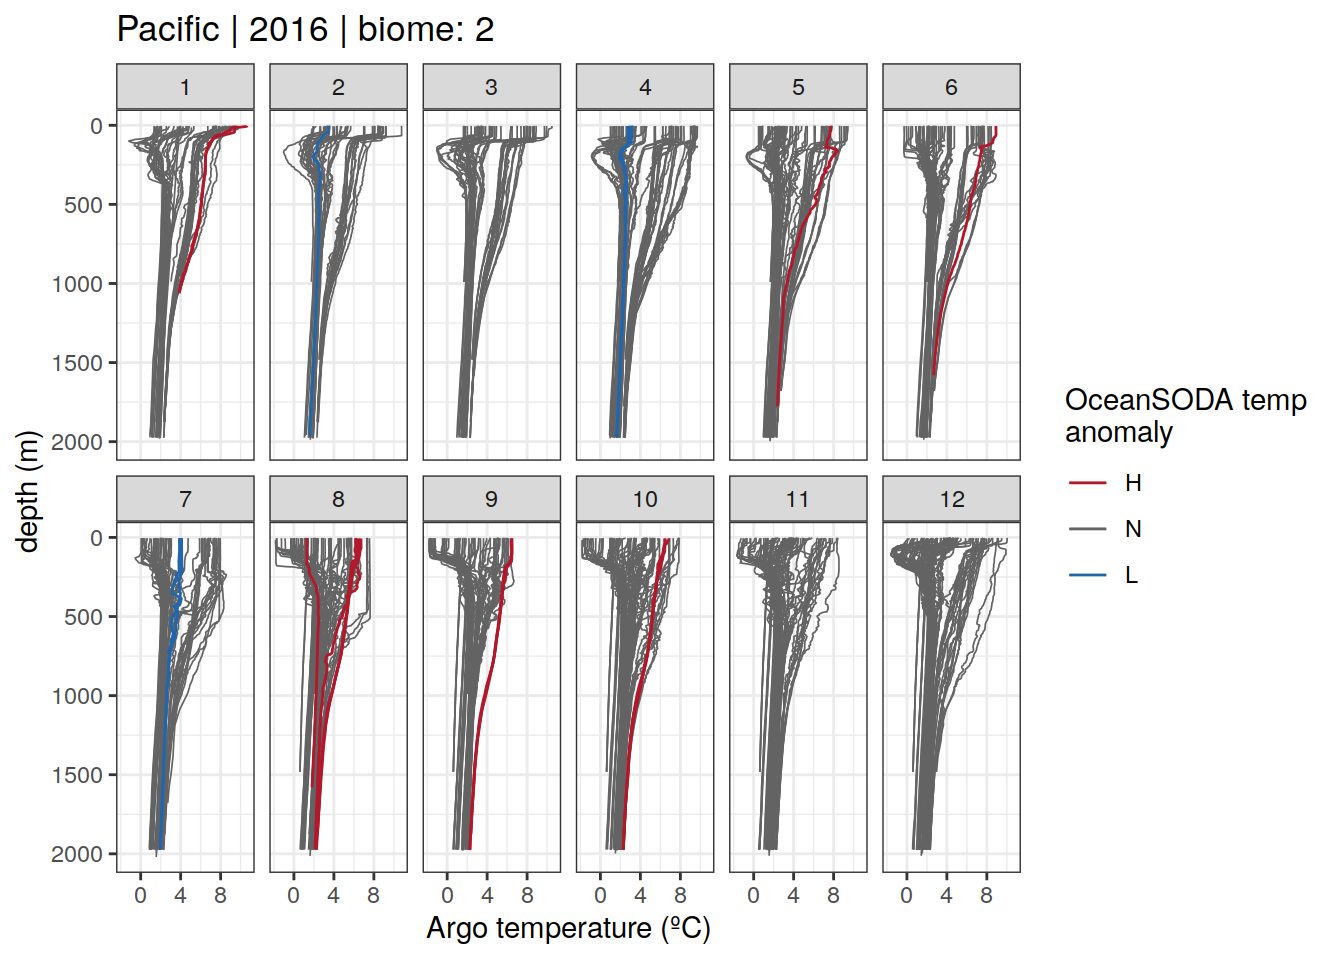 Pacific | 2016 | biome: 2
1 2 3 4 5 6
0
500
1000
1500
2000
7 8 9 10 11 12
0
500
1000
1500
2000
0 4 8 0 4 8 0 4 8 0 4 8 0 4 8 0 4 8
Argo temperature (ºC)
depth (m)
OceanSODA temp
anomaly
H
N
L